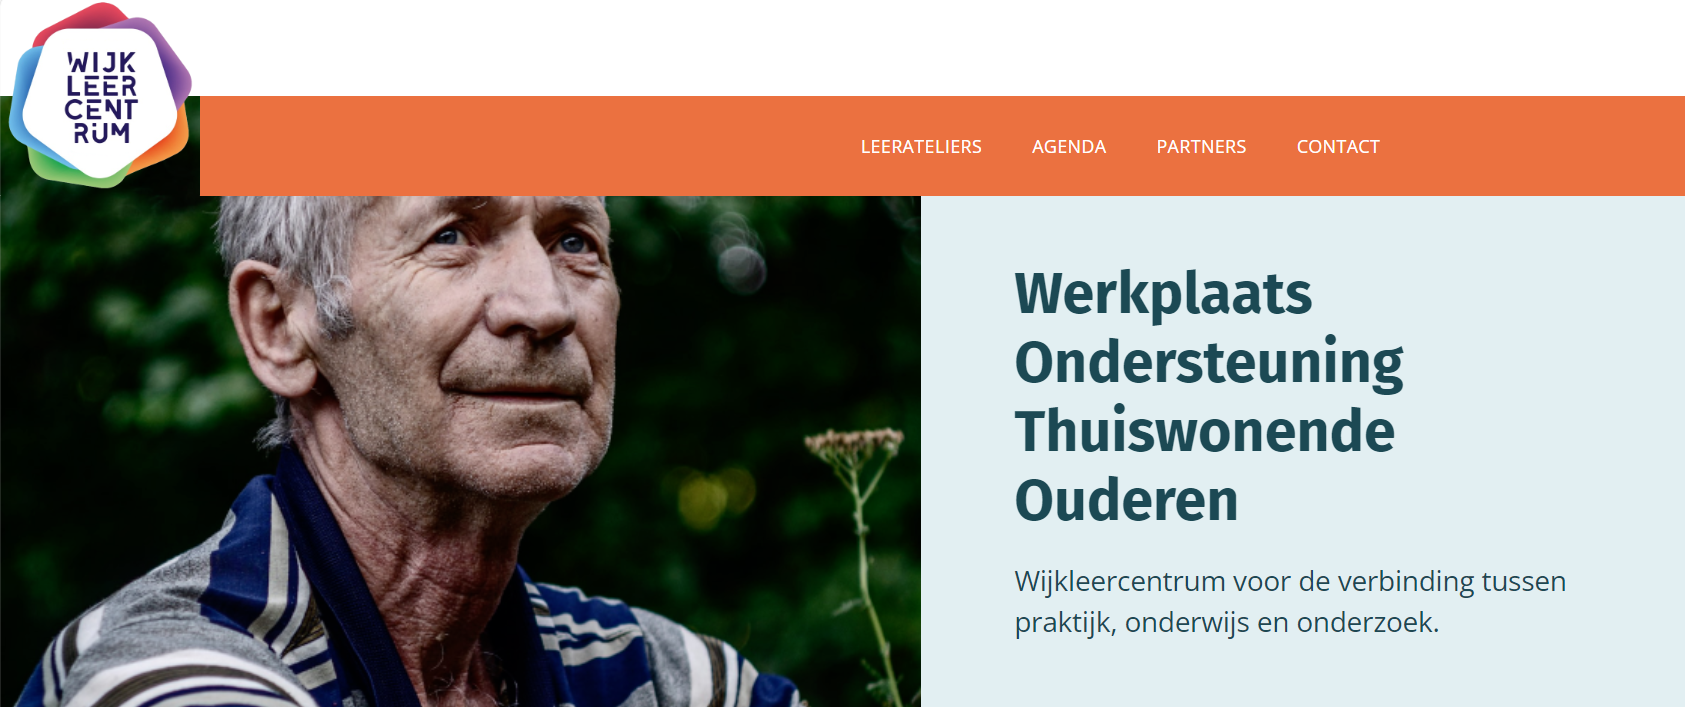 WIJK
LEER
CENT
RUM
LEERATELIERS AGENDA PARTNERS CONTACT
Werkplaats
Ondersteuning
Thuiswonende
Ouderen
Wijkleercentrum voor de verbinding tussen
praktijk, onderwijs en onderzoek.